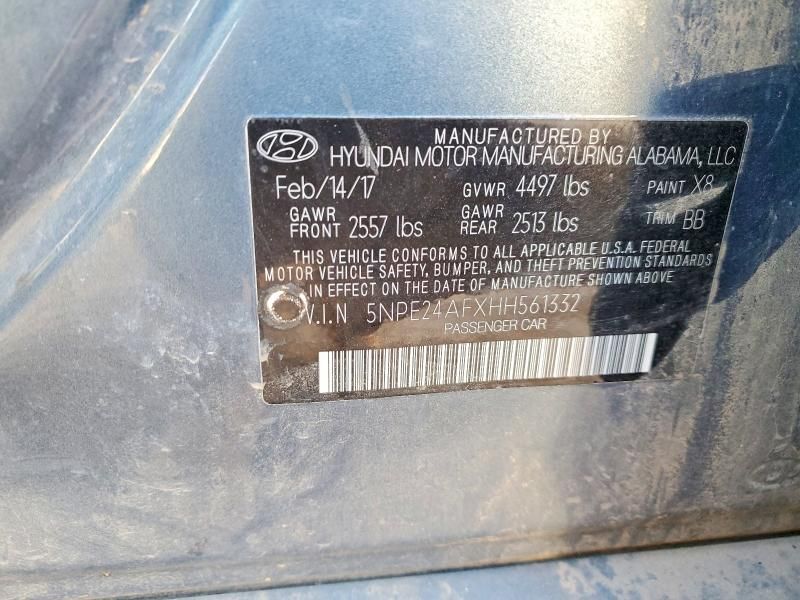 MANUFACTURED BY
HYUNDAI MOTOR MANUFACTURING ALABAMA, LLC
Feb/14/17 GVWR 4497 lbs PAINT X8
GAWR FRONT 2557 lbs GAWR REAR 2513 lbs TRIM BB
THIS VEHICLE CONFORMS TO ALL APPLICABLE U.S.A. FEDERAL
MOTOR VEHICLE SAFETY, BUMPER, AND THEFT PREVENTION STANDARDS
IN EFFECT ON THE DATE OF MANUFACTURE SHOWN ABOVE
V.I.N 5NPE24AFXHH561332
PASSENGER CAR